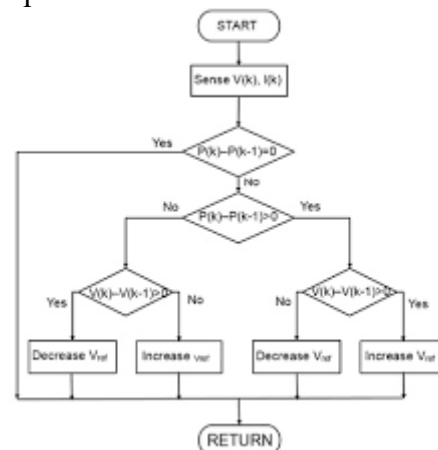 START
Sense V(k), I(k)
Yes
P(k)–P(k-1)=0
No
No
P(k)–P(k-1)>0
Yes
V(k)–V(k-1)>0
V(k)–V(k-1)>0
Yes
No
No
Yes
Decrease Vref
Increase vref
Decrease Vref
Increase Vref
RETURN